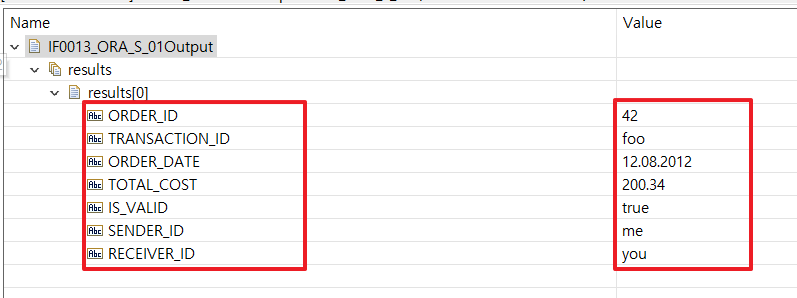 Name Value
IF0013_ORA_S_01Output
results
results[0]
ORDER_ID 42
TRANSACTION_ID foo
ORDER_DATE 12.08.2012
TOTAL_COST 200.34
IS_VALID true
SENDER_ID me
RECEIVER_ID you